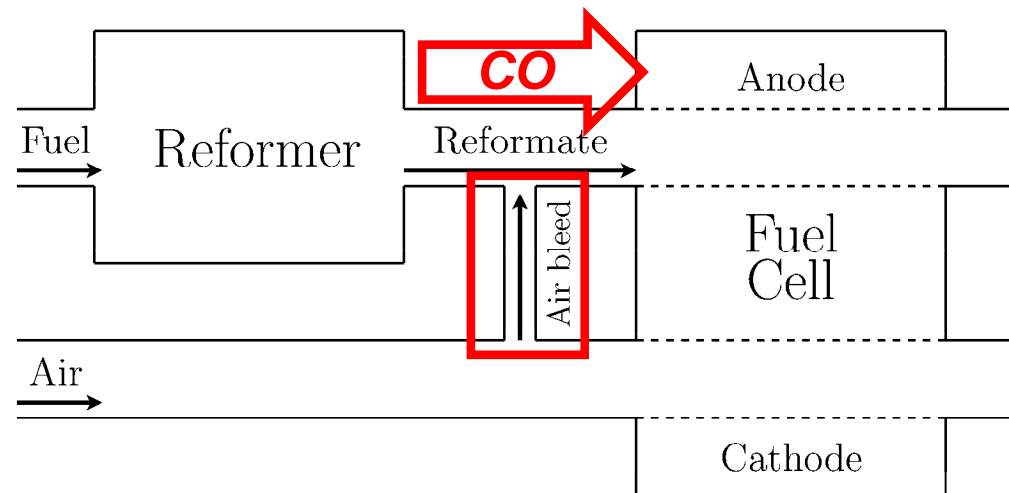 CO
Anode
Fuel
Reformer
Reformate
Air bleed
Fuel
Cell
Air
Cathode